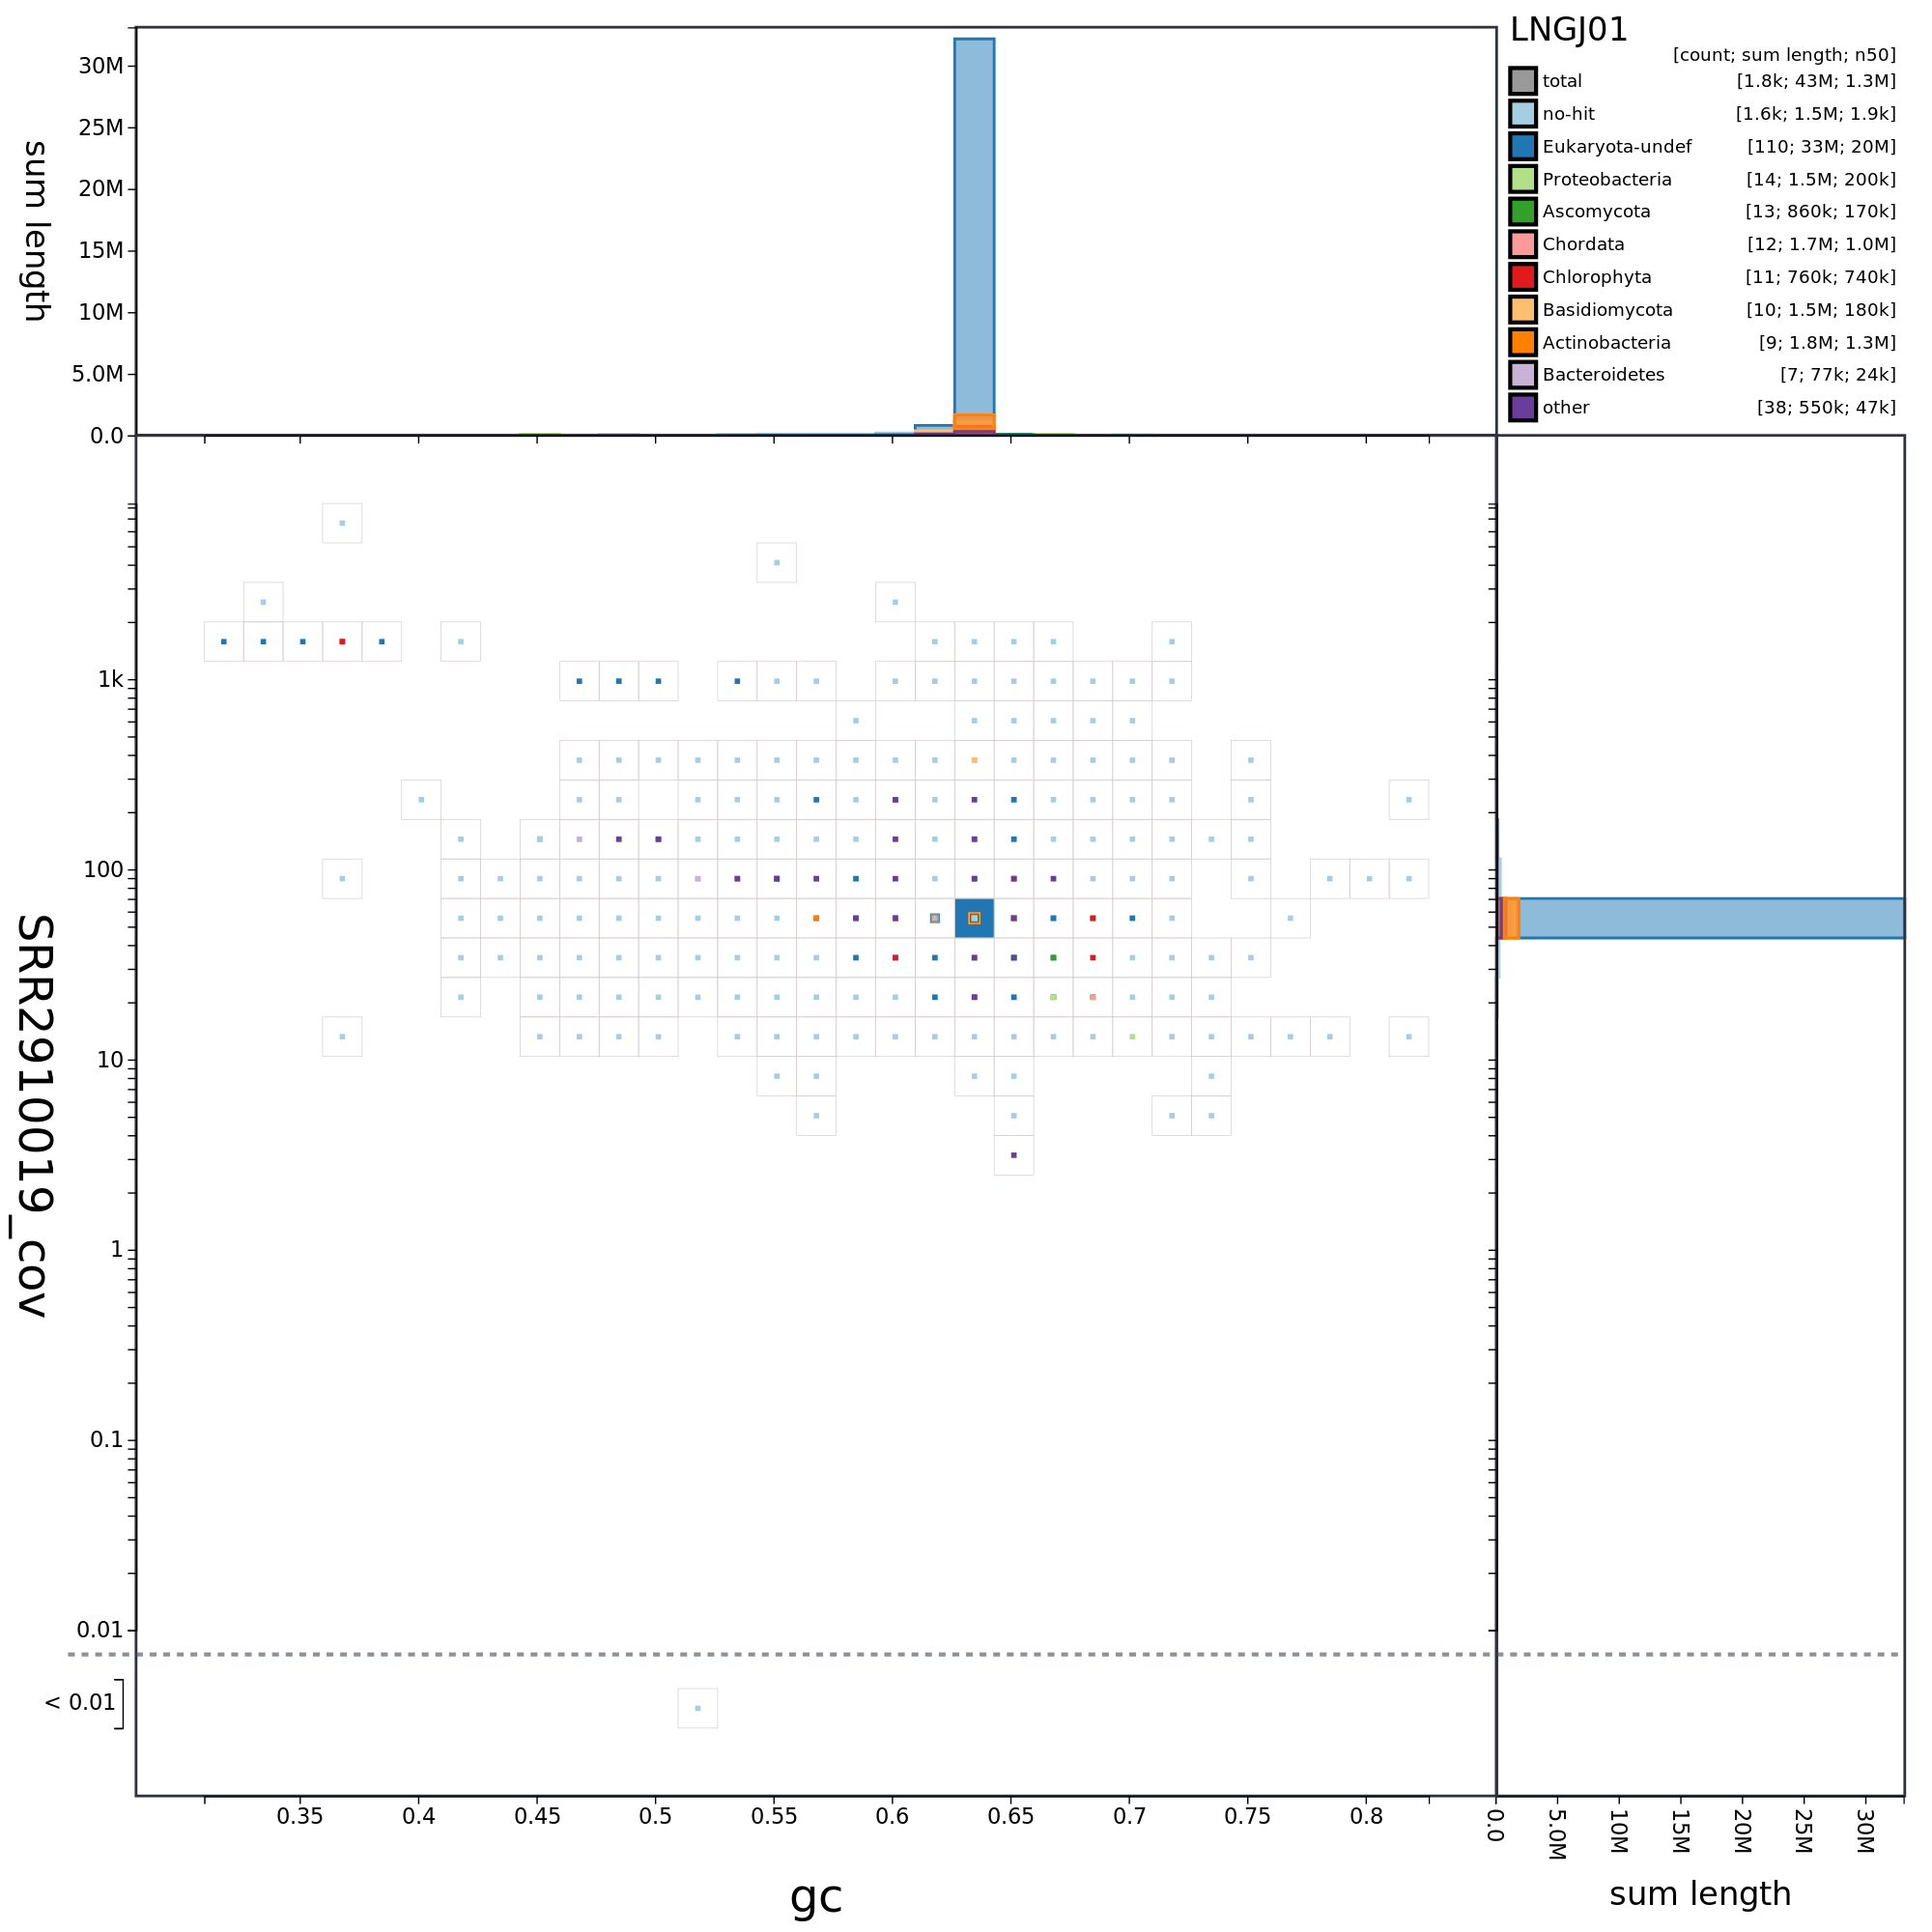 LNGJ01
[count; sum length; n50]
total [1.8k; 43M; 1.3M]
no-hit [1.6k; 1.5M; 1.9k]
Eukaryota-undef [110; 33M; 20M]
Proteobacteria [14; 1.5M; 200k]
Ascomycota [13; 860k; 170k]
Chordata [12; 1.7M; 1.0M]
Chlorophyta [11; 760k; 740k]
Basidiomycota [10; 1.5M; 180k]
Actinobacteria [9; 1.8M; 1.3M]
Bacteroidetes [7; 77k; 24k]
other [38; 550k; 47k]
sum length
30M
25M
20M
15M
10M
5.0M
0.0
SRR2910019_cov
1k
100
10
1
0.1
0.01
< 0.01
0.35 0.4 0.45 0.5 0.55 0.6 0.65 0.7 0.75 0.8
gc
0.0 5.0M 10M 15M 20M 25M 30M
sum length